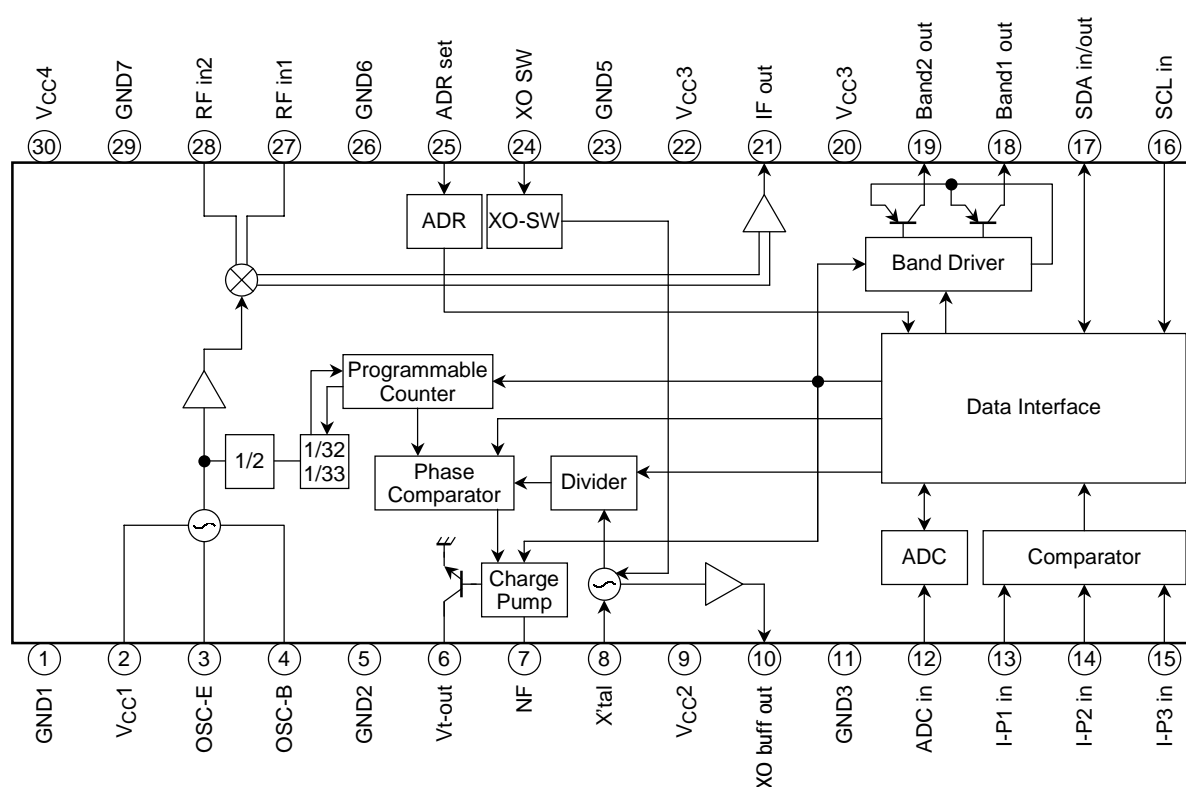 VCC4
GND7
RF in2
RF in1
GND6
ADR set
XO SW
GND5
VCC3
IF out
VCC3
Band2 out
Band1 out
SDA in/out
SCL in
30
29
28
27
26
25
24
23
22
21
20
19
18
17
16
ADR
XO-SW
Band Driver
Programmable
Counter
Data Interface
1/2
1/32
1/33
Phase
Comparator
Divider
ADC
Comparator
Charge
Pump
1
2
3
4
5
6
7
8
9
10
11
12
13
14
15
GND1
VCC1
OSC-E
OSC-B
GND2
Vt-out
NF
X'tal
VCC2
XO buff out
GND3
ADC in
I-P1 in
I-P2 in
I-P3 in